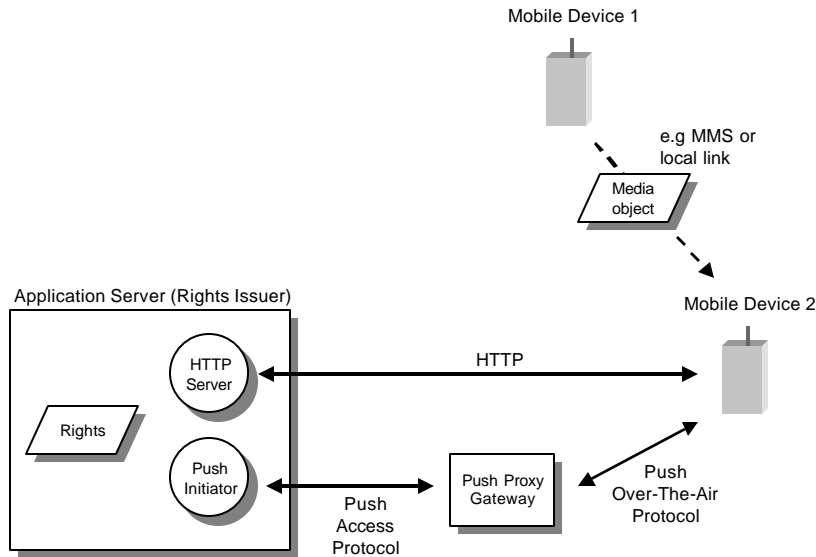 Mobile Device 1
e.g MMS or
local link
Media
object
Application Server (Rights Issuer)
Mobile Device 2
HTTP
Server
HTTP
Rights
Push
Initiator
Push Proxy
Gateway
Push
Access
Protocol
Push
Over-The-Air
Protocol